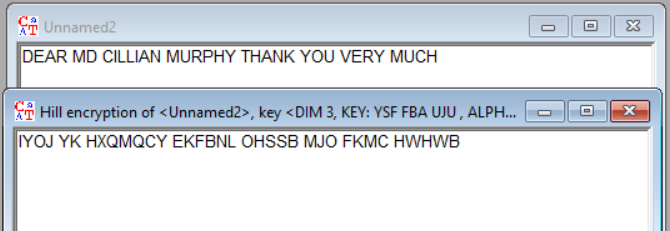 Unnamed2
DEAR MD CILLIAN MURPHY THANK YOU VERY MUCH
Hill encryption of <Unnamed2>, key <DIM 3, KEY: YSF FBA UJU , ALPH...
IYOJ YK HXQMQCY EKFBNL OHSSB MJO FKMC HWHWB